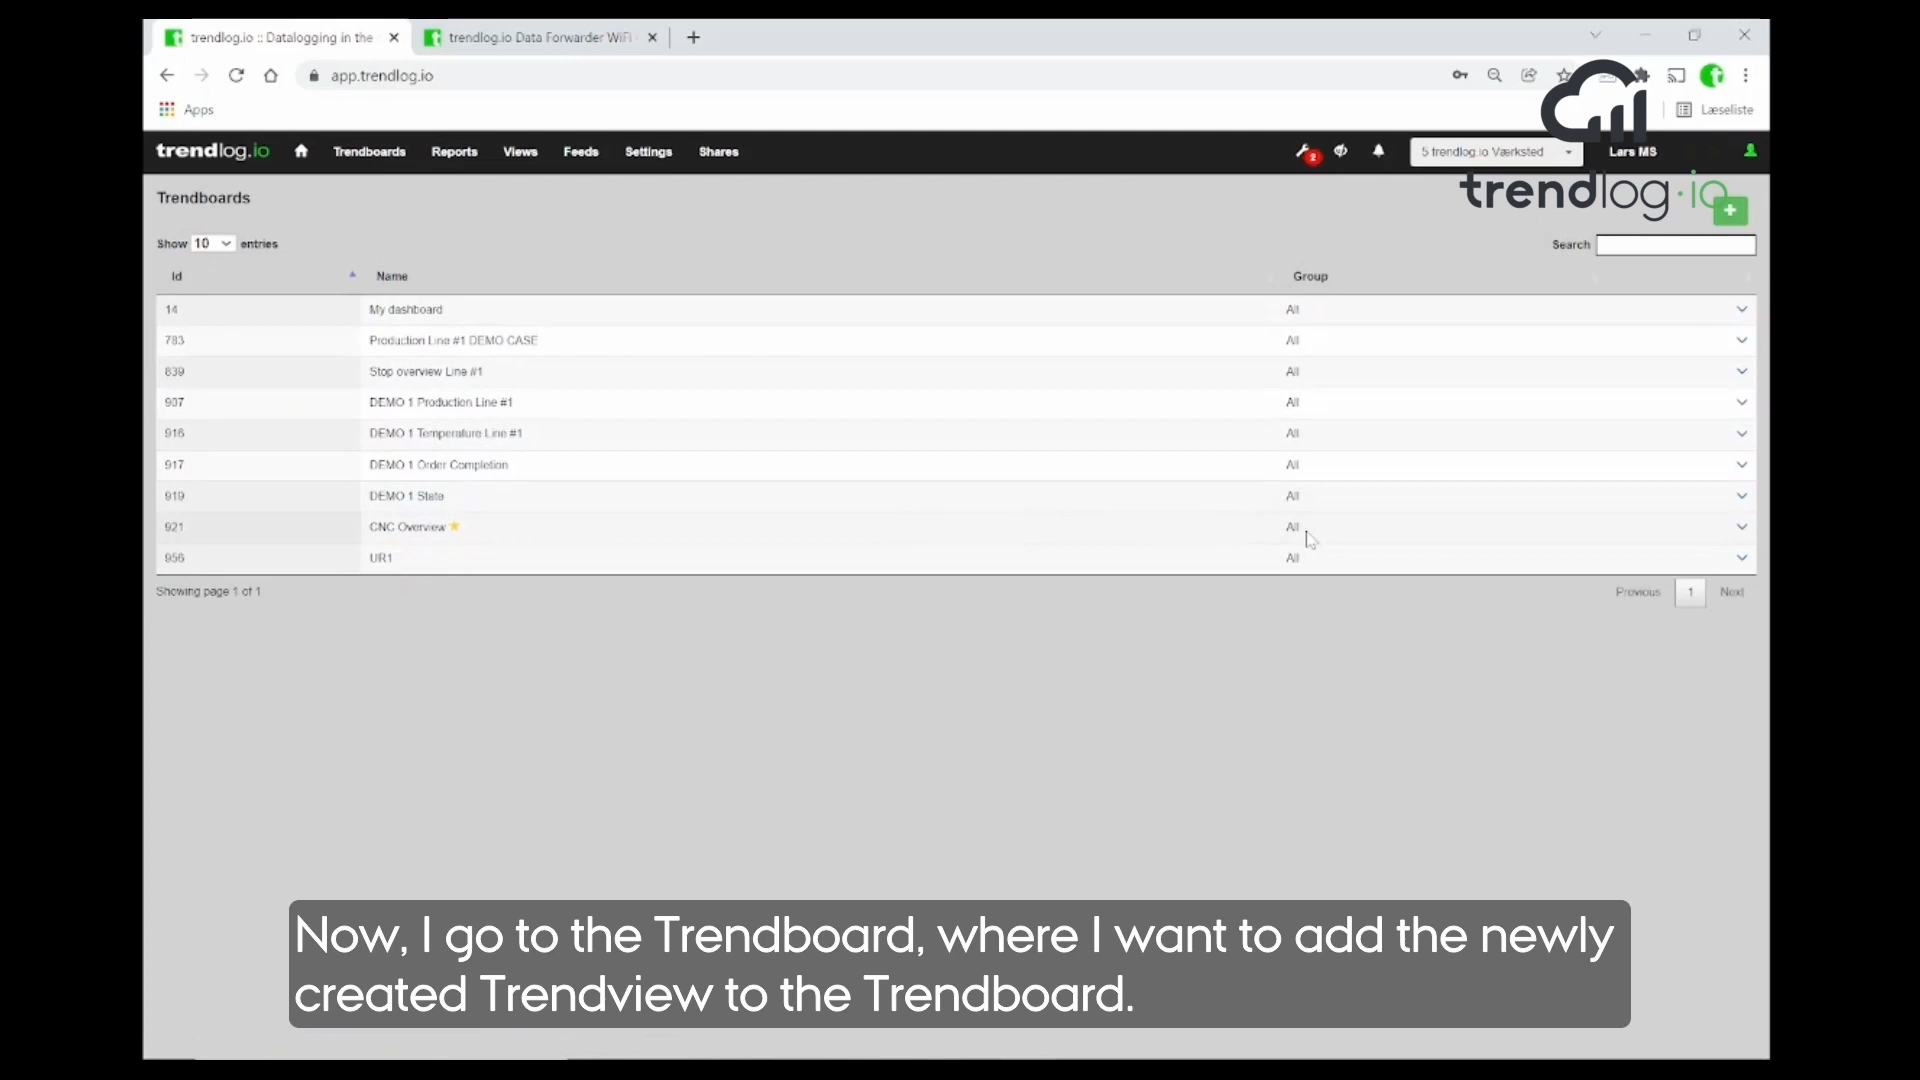 trendlog.io :: Datalogging in the
trendlog.io Data Forwarder WiFi
app.trendlog.io
Apps
Læseliste
trendlog.io Trendboards Reports Views Feeds Settings Shares 2 5 trendlog.io Værksted Lars MS
Trendboards
trendlog.io
+
Show 10 entries Search
Id Name Group
14 My dashboard All
783 Production Line #1 DEMO CASE All
839 Stop overview Line #1 All
907 DEMO 1 Production Line #1 All
916 DEMO 1 Temperature Line #1 All
917 DEMO 1 Order Completion All
919 DEMO 1 State All
921 CNC Overview All
956 UR1 All
Showing page 1 of 1 Previous 1 Next
Now, I go to the Trendboard, where I want to add the newly
created Trendview to the Trendboard.